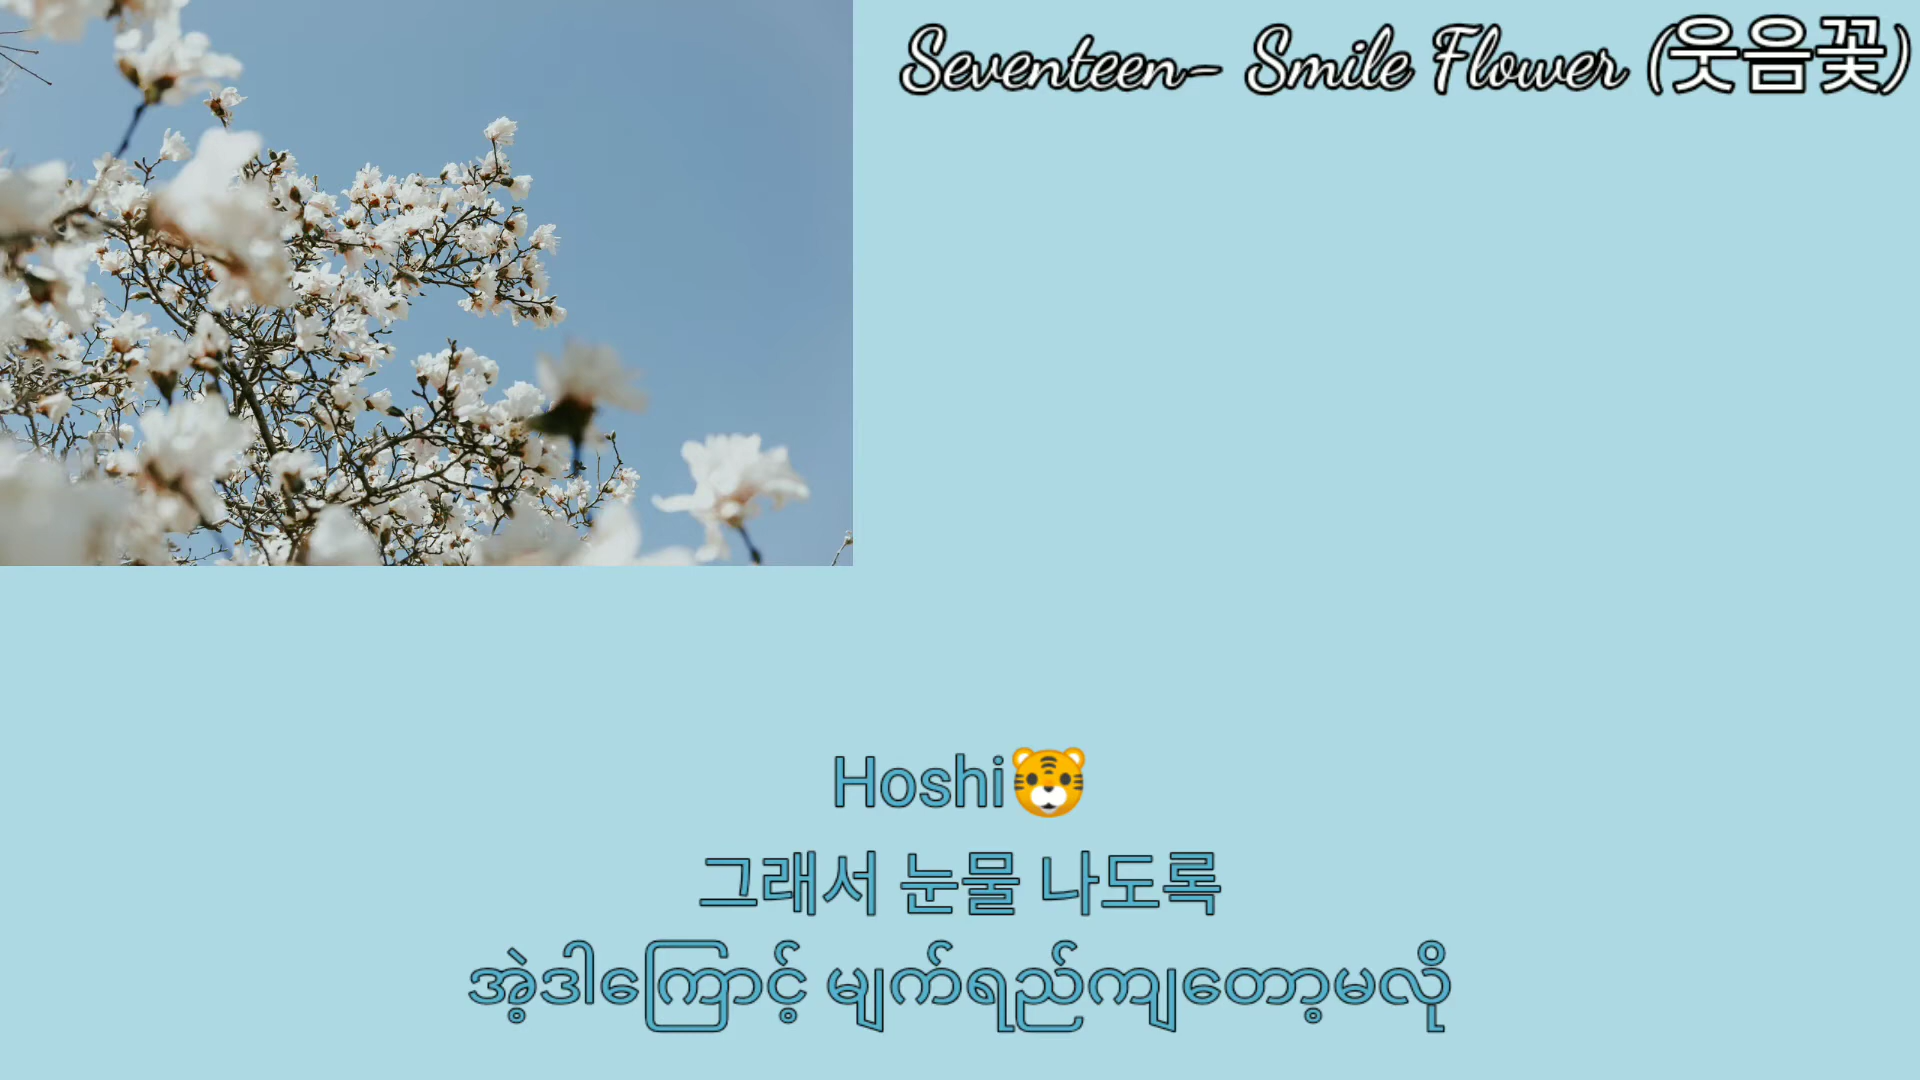 Seventeen- Smile Flower (웃음꽃)
Hoshi🐯
그래서 눈물 나도록
အဲ့ဒါကြောင့် မျက်ရည်ကျတော့မလို